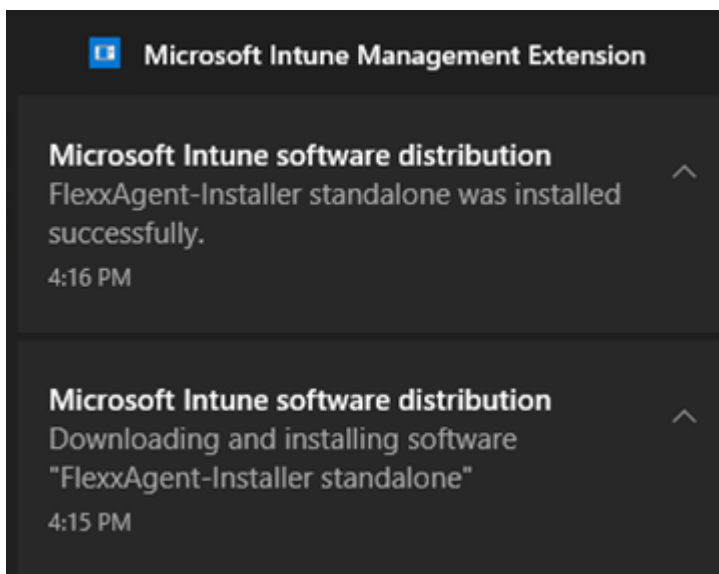 Microsoft Intune Management Extension
Microsoft Intune software distribution
FlexxAgent-Installer standalone was installed
successfully.
4:16 PM
Microsoft Intune software distribution
Downloading and installing software
"FlexxAgent-Installer standalone"
4:15 PM